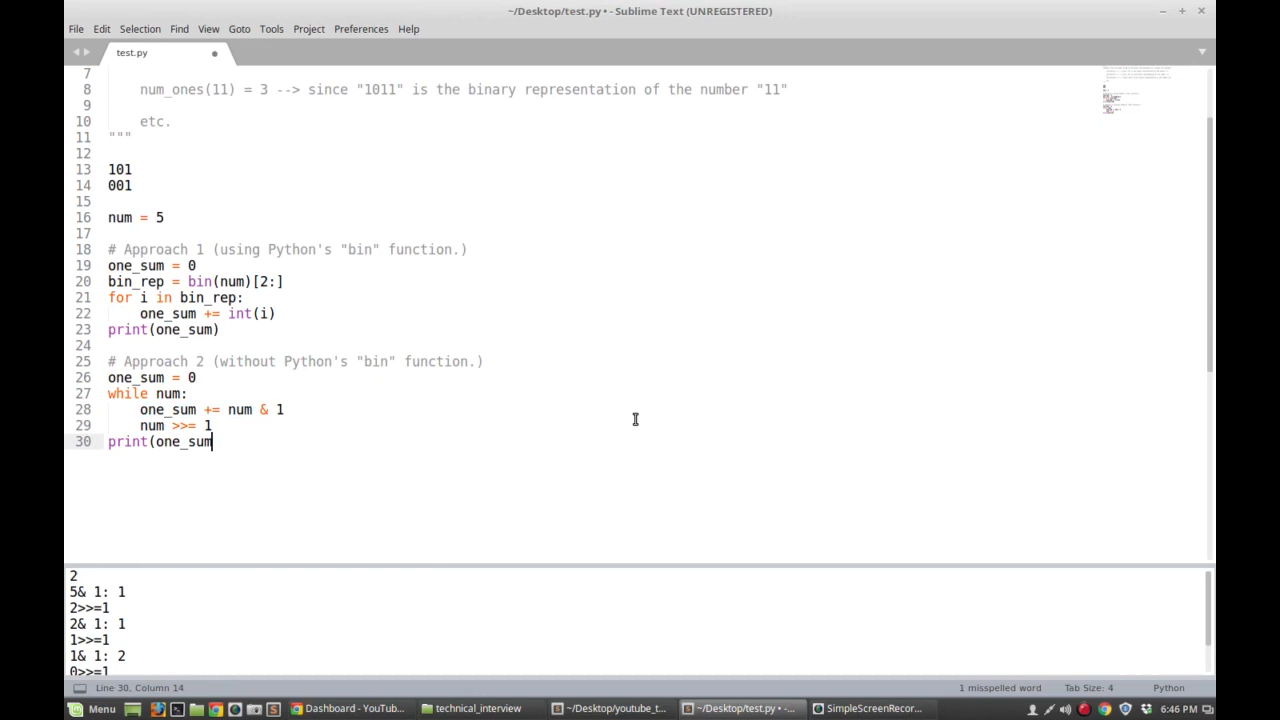 ~/Desktop/test.py • - Sublime Text (UNREGISTERED)
File Edit Selection Find View Goto Tools Project Preferences Help
test.py
7
8 num_ones(11) = 3 --> since "1011" is the binary representation of the number "11"
9
10 etc.
11 """
12
13 101
14 001
15
16 num = 5
17
18 # Approach 1 (using Python's "bin" function.)
19 one_sum = 0
20 bin_rep = bin(num)[2:]
21 for i in bin_rep:
22 one_sum += int(i)
23 print(one_sum)
24
25 # Approach 2 (without Python's "bin" function.)
26 one_sum = 0
27 while num:
28 one_sum += num & 1
29 num >>= 1
30 print(one_sum
2
5& 1: 1
2>>=1
2& 1: 1
1>>=1
1& 1: 2
0>>=1
Line 30, Column 14 1 misspelled word Tab Size: 4 Python
Menu Dashboard - YouTub... technical_interview ~/Desktop/youtube_t... ~/Desktop/test.py • -... SimpleScreenRecor... 6:46 PM